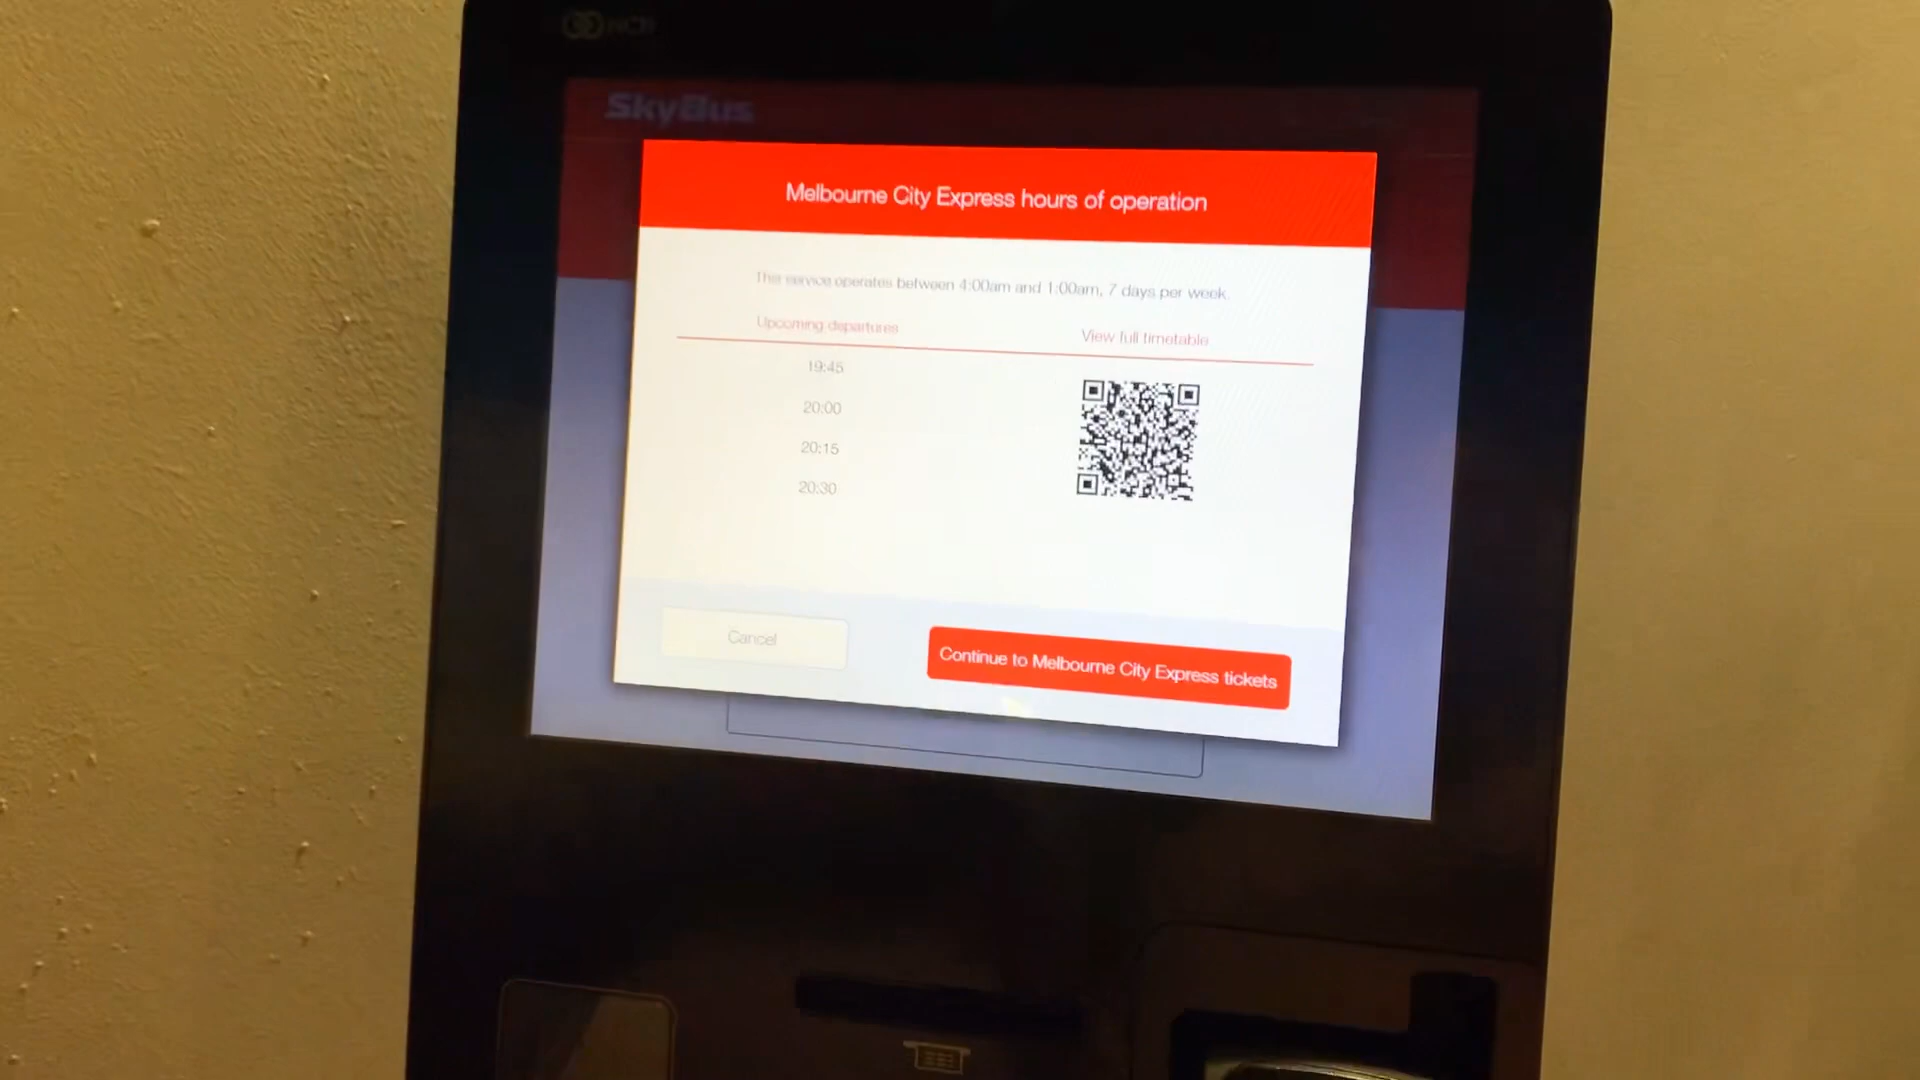 NCR
SkyBus
Melbourne City Express hours of operation
This service operates between 4:00am and 1:00am, 7 days per week.
Upcoming departures
View full timetable
19:45
20:00
20:15
20:30
Cancel
Continue to Melbourne City Express tickets